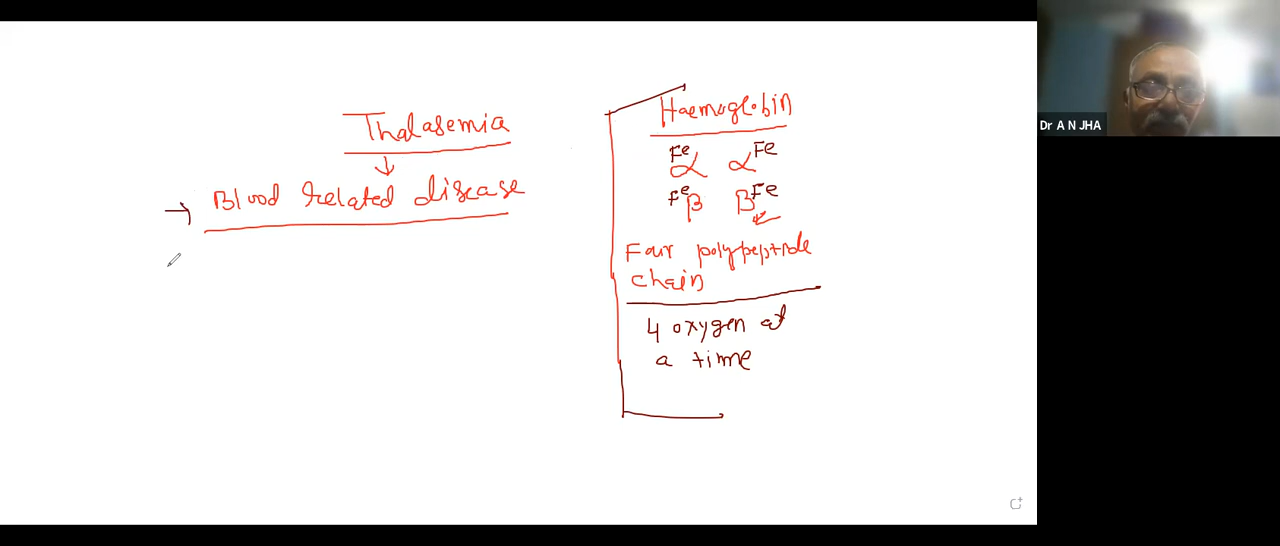 Thalasemia
Blood related disease
Haemoglobin
Fe α α Fe
Fe β β Fe
Four polypeptide
chain
4 oxygen at
a time
Dr A N JHA